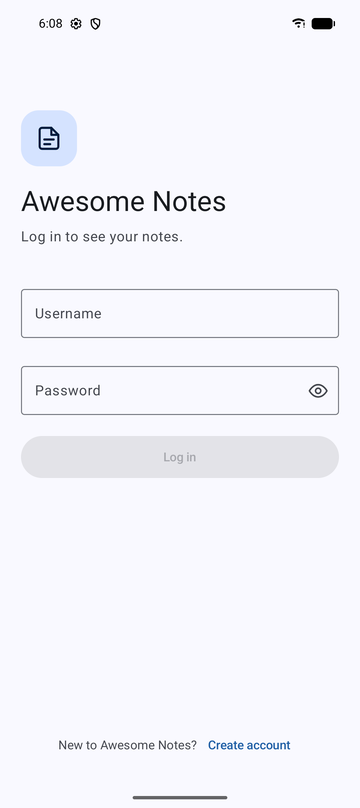 6:08
Awesome Notes
Log in to see your notes.
Username
Password
Log in
New to Awesome Notes? Create account